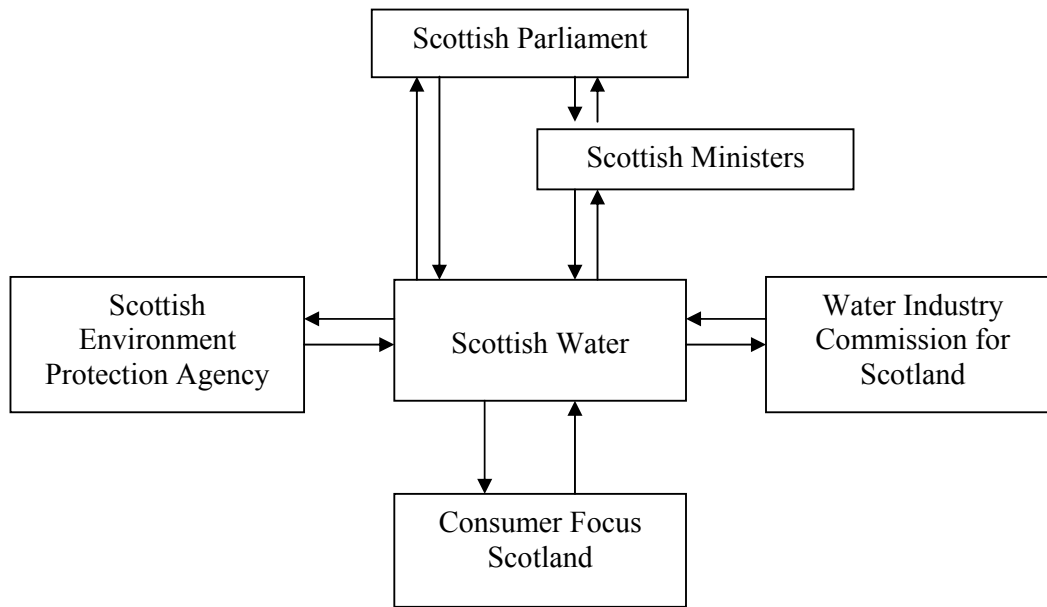 Scottish Parliament
Scottish Ministers
Scottish
Environment
Protection Agency
Scottish Water
Water Industry
Commission for
Scotland
Consumer Focus
Scotland